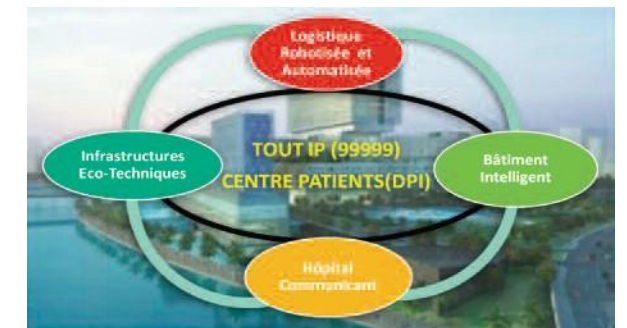 Logistique
Robotisée et
Automatisée
Infrastructures
Eco-Techniques
TOUT IP (99999)
CENTRE PATIENTS(DPI)
Bâtiment
Intelligent
Hôpital
Communicant